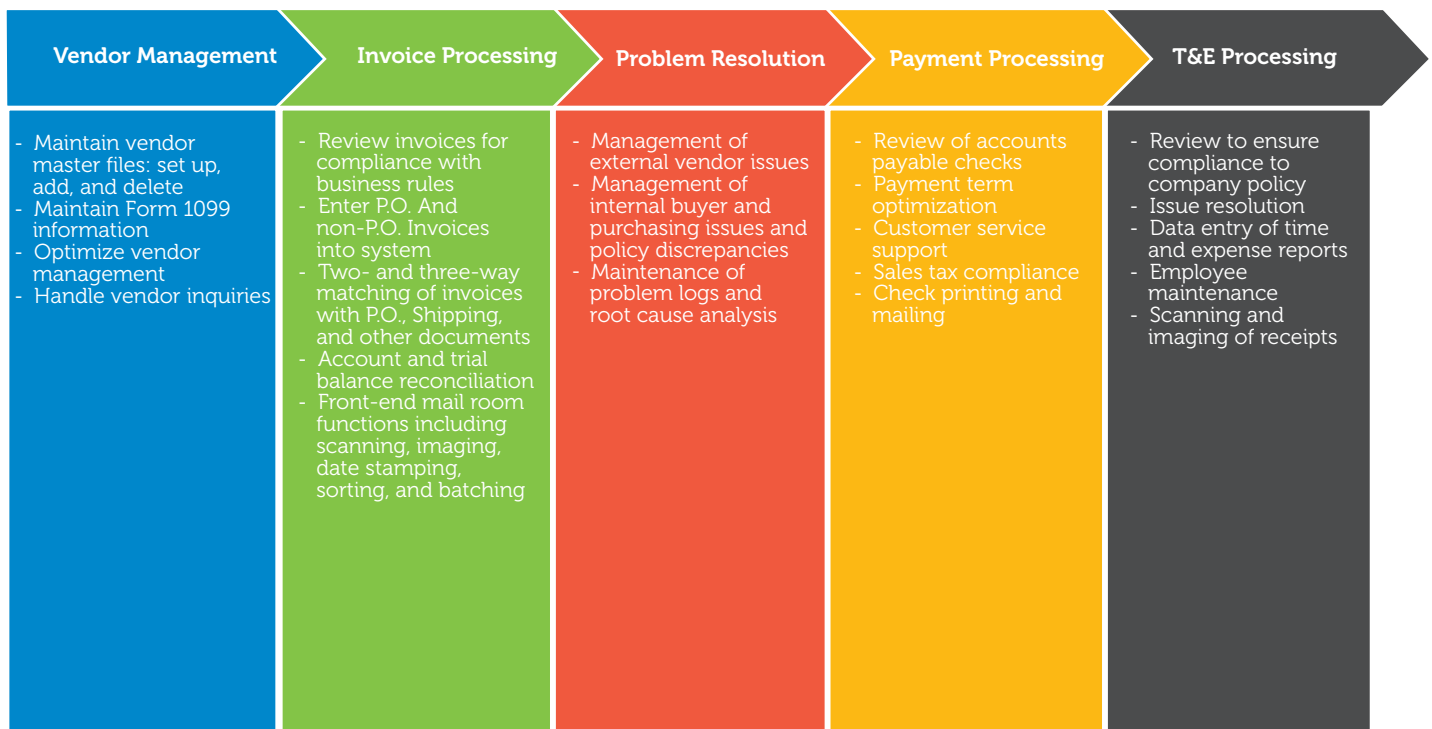 Vendor Management
Invoice Processing
Problem Resolution
Payment Processing
T&E Processing
- Maintain vendor
master files: set up,
add, and delete
- Maintain Form 1099
information
- Optimize vendor
management
- Handle vendor inquiries
- Review invoices for
compliance with
business rules
- Enter P.O. And
non-P.O. Invoices
into system
- Two- and three-way
matching of invoices
with P.O., Shipping,
and other documents
- Account and trial
balance reconciliation
- Front-end mail room
functions including
scanning, imaging,
date stamping,
sorting, and batching
- Management of
external vendor issues
- Management of
internal buyer and
purchasing issues and
policy discrepancies
- Maintenance of
problem logs and
root cause analysis
- Review of accounts
payable checks
- Payment term
optimization
- Customer service
support
- Sales tax compliance
- Check printing and
mailing
- Review to ensure
compliance to
company policy
- Issue resolution
- Data entry of time
and expense reports
- Employee
maintenance
- Scanning and
imaging of receipts